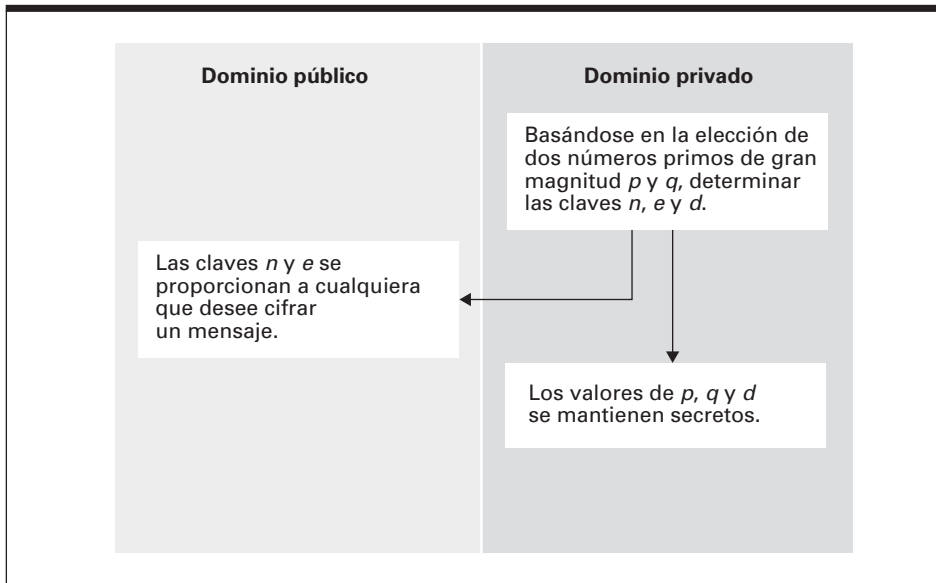 Dominio público
Dominio privado
Basándose en la elección de
dos números primos de gran
magnitud p y q, determinar
las claves n, e y d.
Las claves n y e se
proporcionan a cualquiera
que desee cifrar
un mensaje.
Los valores de p, q y d
se mantienen secretos.